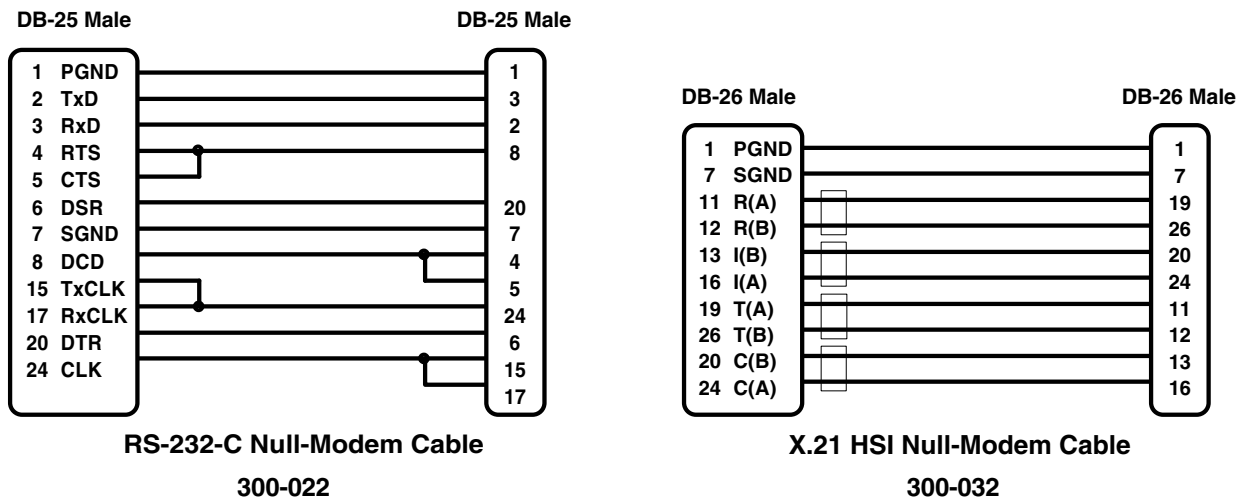 DB-25 Male
DB-25 Male
1 PGND
2 TxD
3 RxD
4 RTS
5 CTS
6 DSR
7 SGND
8 DCD
15 TxCLK
17 RxCLK
20 DTR
24 CLK
1
3
2
8
20
7
4
5
24
6
15
17
RS-232-C Null-Modem Cable
300-022
DB-26 Male
DB-26 Male
1 PGND
7 SGND
11 R(A)
12 R(B)
13 I(B)
16 I(A)
19 T(A)
26 T(B)
20 C(B)
24 C(A)
1
7
19
26
20
24
11
12
13
16
X.21 HSI Null-Modem Cable
300-032